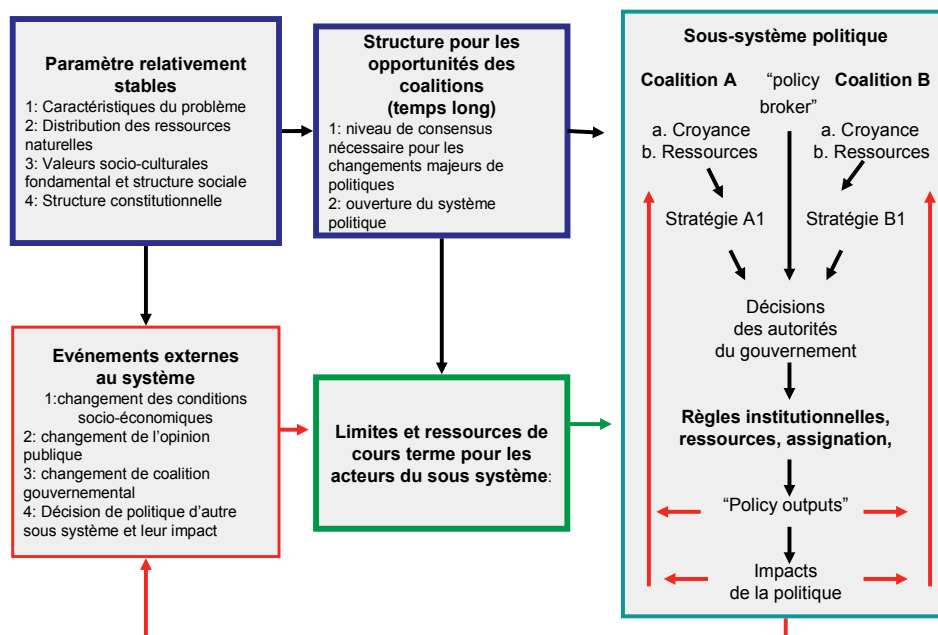 Paramètre relativement
stables
1: Caractéristiques du problème
2: Distribution des ressources
naturelles
3: Valeurs socio-culturelles
fondamental et structure sociale
4: Structure constitutionnelle
Structure pour les
opportunités des
coalitions
(temps long)
1: niveau de consensus
nécessaire pour les
changements majeurs de
politiques
2: ouverture du système
politique
Evénements externes
au système
1:changement des conditions
socio-économiques
2: changement de l'opinion
publique
3: changement de coalition
gouvernemental
4: Décision de politique d'autre
sous système et leur impact
Limites et ressources de
cours terme pour les
acteurs du sous système:
Sous-système politique
Coalition A
“policy
broker”
Coalition B
a. Croyance
b. Ressources
a. Croyance
b. Ressources
Stratégie A1
Stratégie B1
Décisions
des autorités
du gouvernement
Règles institutionnelles,
ressources, assignation,
“Policy outputs”
Impacts
de la politique